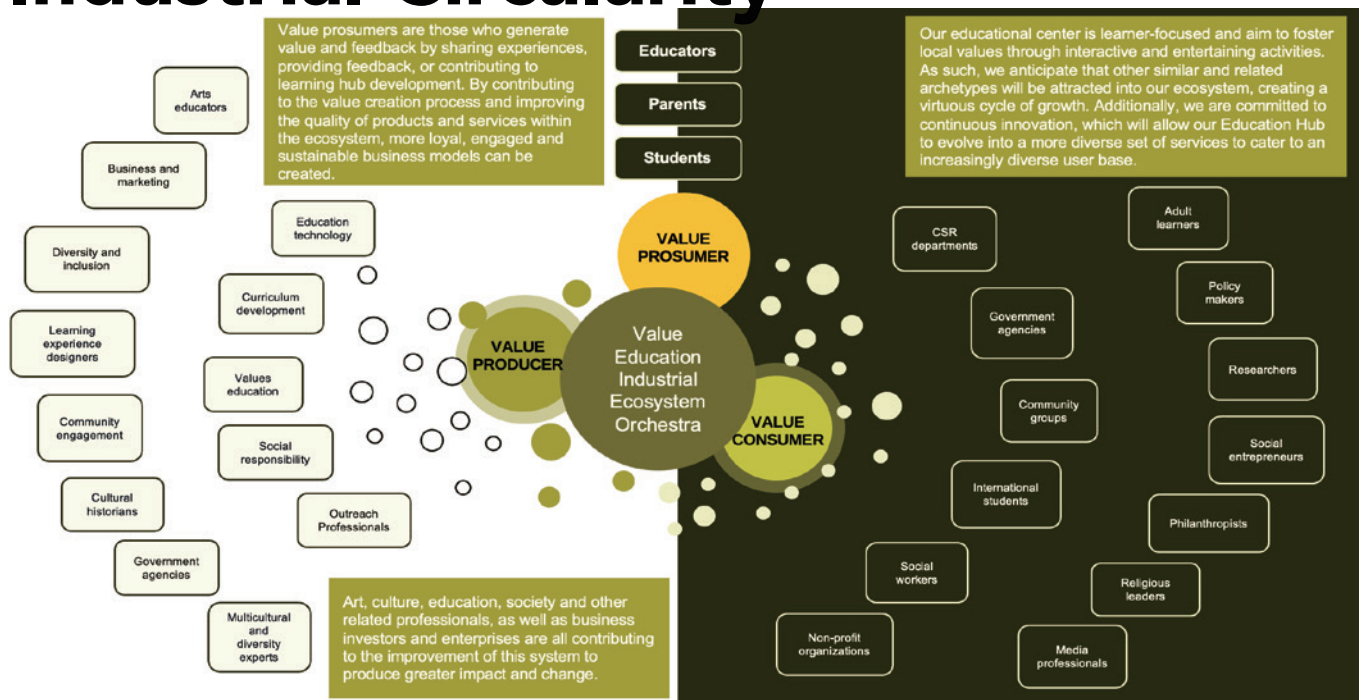 Industrial Circularity
Value prosumers are those who generate
value and feedback by sharing experiences,
providing feedback, or contributing to
learning hub development. By contributing
to the value creation process and improving
the quality of products and services within
the ecosystem, more loyal, engaged and
sustainable business models can be
created.
Educators
Parents
Students
Our educational center is learner-focused and aim to foster
local values through interactive and entertaining activities.
As such, we anticipate that other similar and related
archetypes will be attracted into our ecosystem, creating a
virtuous cycle of growth. Additionally, we are committed to
continuous innovation, which will allow our Education Hub
to evolve into a more diverse set of services to cater to an
increasingly diverse user base.
Arts
educators
Business and
marketing
Diversity and
inclusion
Learning
experience
designers
Community
engagement
Cultural
historians
Government
agencies
Multicultural
and
diversity
experts
Education
technology
Curriculum
development
Values
education
Social
responsibility
Outreach
Professionals
VALUE
PROSUMER
VALUE
PRODUCER
Value
Education
Industrial
Ecosystem
Orchestra
VALUE
CONSUMER
CSR
departments
Government
agencies
Community
groups
International
students
Social
workers
Non-profit
organizations
Adult
learners
Policy
makers
Researchers
Social
entrepreneurs
Philanthropists
Religious
leaders
Media
professionals
Art, culture, education, society and other
related professionals, as well as business
investors and enterprises are all contributing
to the improvement of this system to
produce greater impact and change.